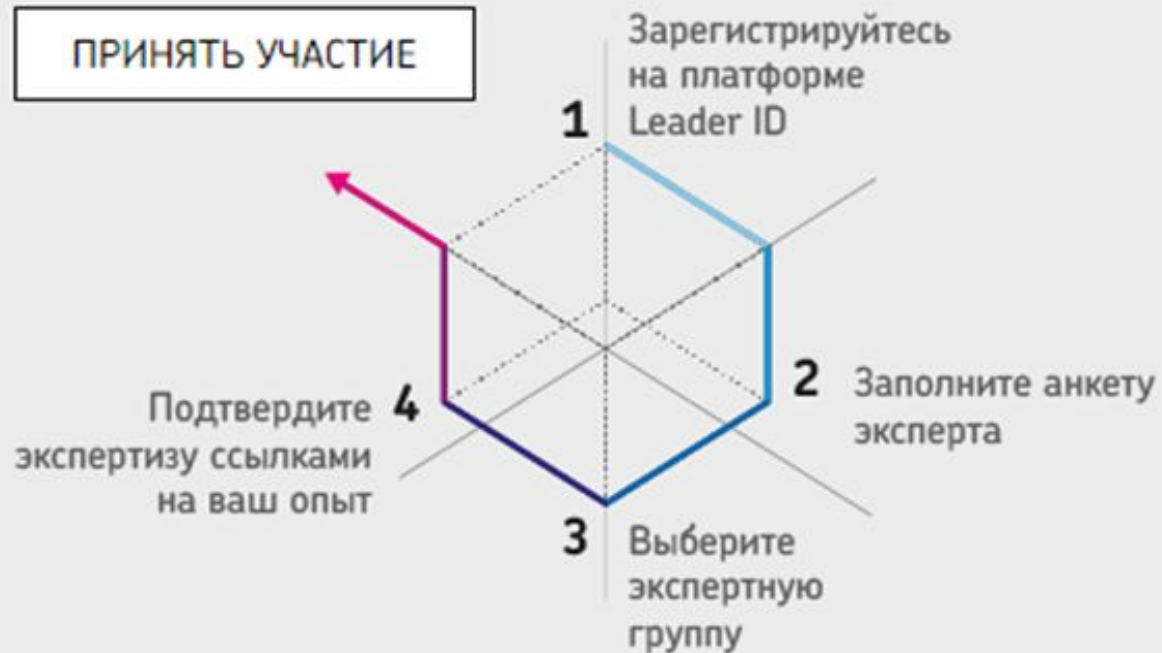 ПРИНЯТЬ УЧАСТИЕ
1
Зарегистрируйтесь
на платформе
Leader ID
2
Заполните анкету
эксперта
3
Выберите
экспертную
группу
4
Подтвердите
экспертизу ссылками
на ваш опыт